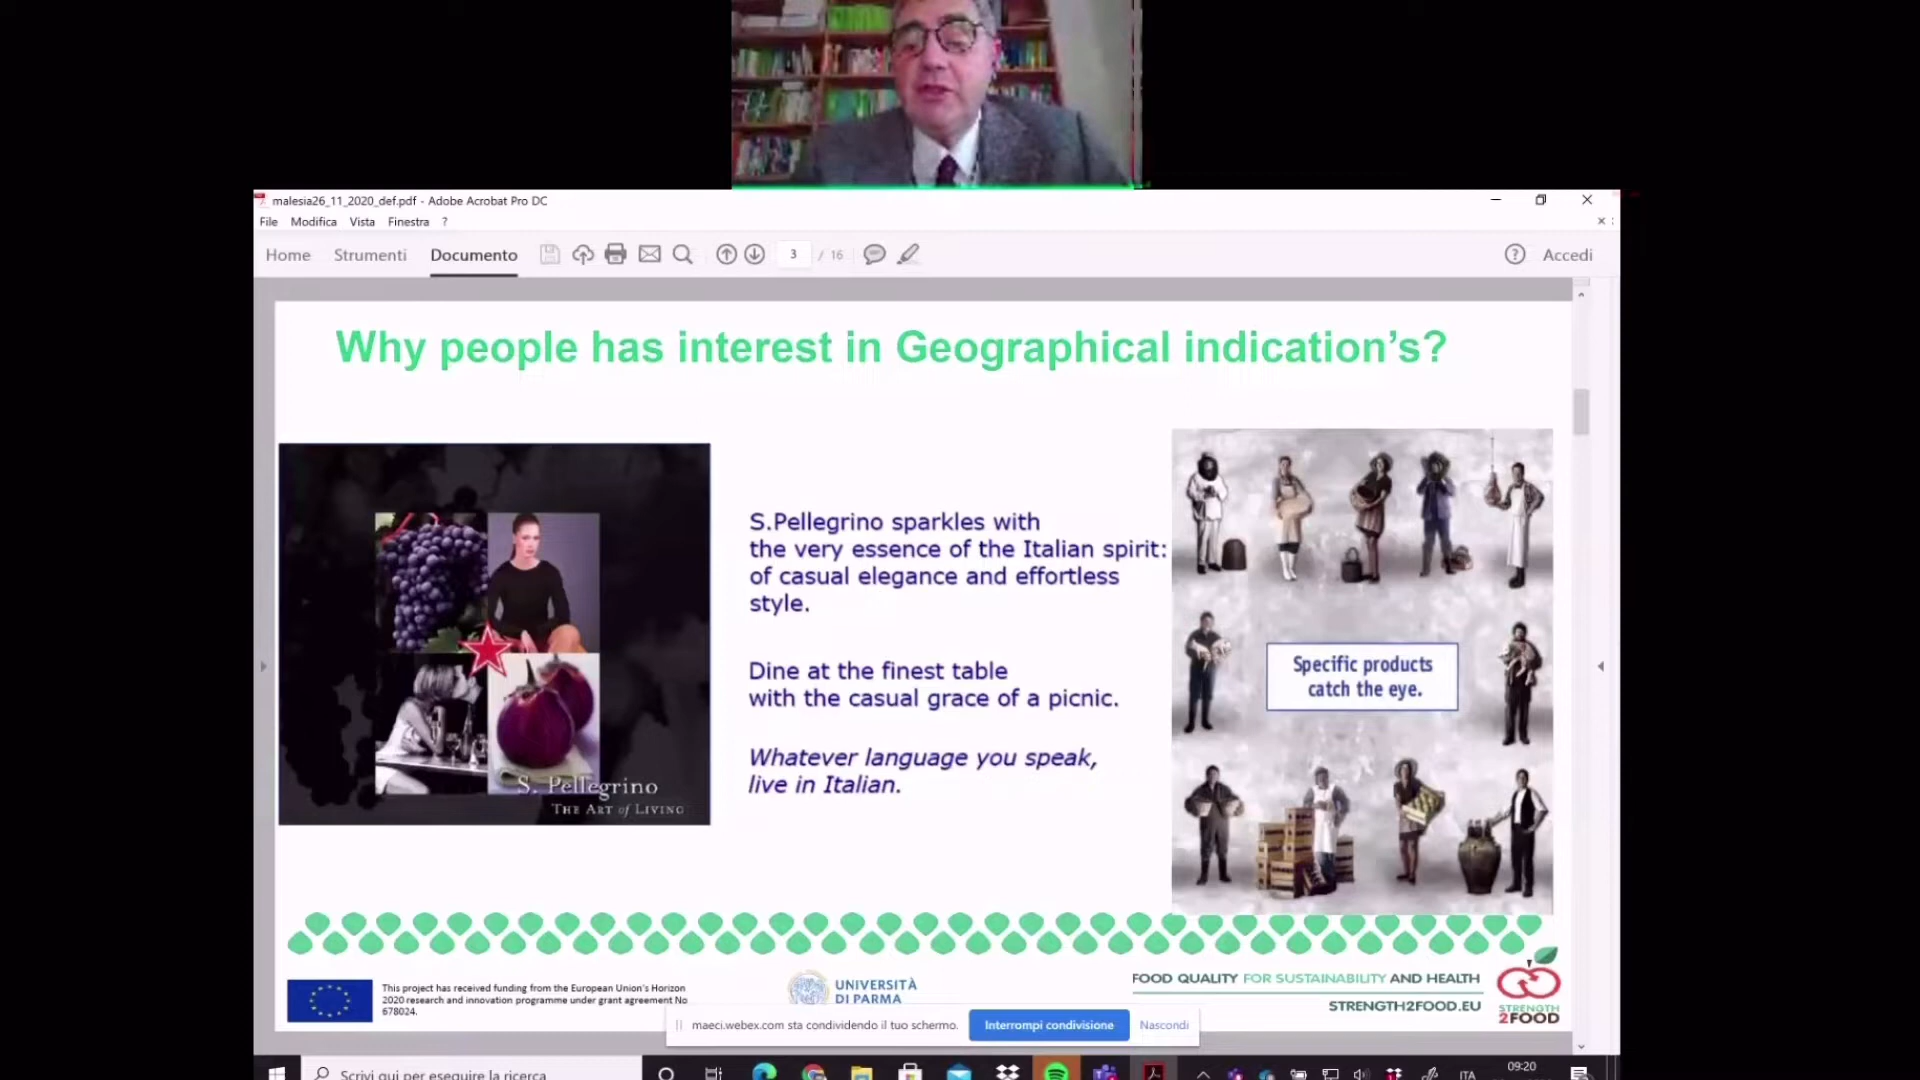 malesia26_11_2020_def.pdf - Adobe Acrobat Pro DC
File Modifica Vista Finestra ?
Home Strumenti Documento 3 / 16 Accedi
Why people has interest in Geographical indication’s?
S.Pellegrino sparkles with
the very essence of the Italian spirit:
of casual elegance and effortless
style.
Dine at the finest table
with the casual grace of a picnic.
Whatever language you speak,
live in Italian.
S. Pellegrino
THE ART of LIVING
Specific products
catch the eye.
This project has received funding from the European Union’s Horizon
2020 research and innovation programme under grant agreement No
678024.
UNIVERSITÀ
DI PARMA
FOOD QUALITY FOR SUSTAINABILITY AND HEALTH
STRENGTH2FOOD.EU
STRENGTH
2FOOD
maeci.webex.com sta condividendo il tuo schermo. Interrompi condivisione Nascondi
Scrivi qui per eseguire la ricerca
ITA
09:20